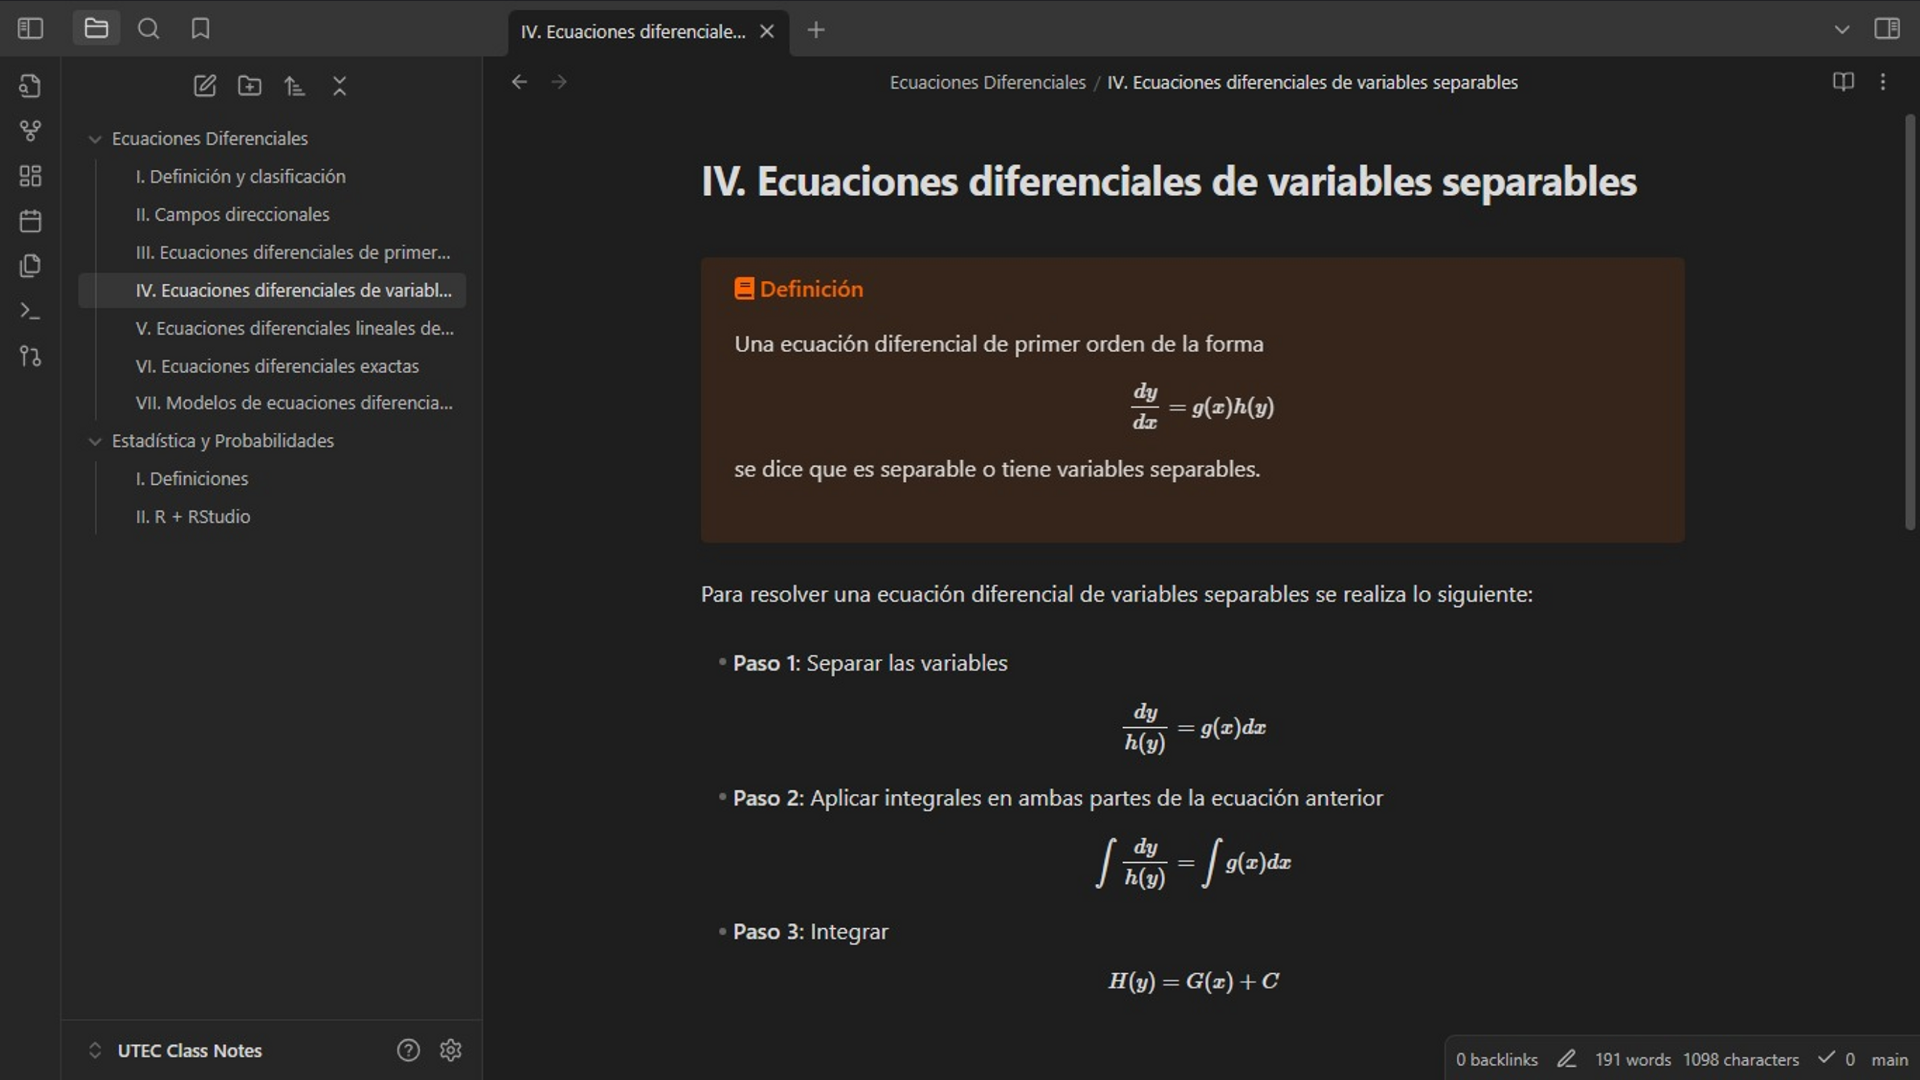 IV. Ecuaciones diferenciale...
Ecuaciones Diferenciales / IV. Ecuaciones diferenciales de variables separables
Ecuaciones Diferenciales
I. Definición y clasificación
II. Campos direccionales
III. Ecuaciones diferenciales de primer...
IV. Ecuaciones diferenciales de variabl...
V. Ecuaciones diferenciales lineales de...
VI. Ecuaciones diferenciales exactas
VII. Modelos de ecuaciones diferencia...
Estadística y Probabilidades
I. Definiciones
II. R + RStudio
UTEC Class Notes
IV. Ecuaciones diferenciales de variables separables
Definición
Una ecuación diferencial de primer orden de la forma
dy/dx = g(x)h(y)
se dice que es separable o tiene variables separables.
Para resolver una ecuación diferencial de variables separables se realiza lo siguiente:
• Paso 1: Separar las variables
dy/h(y) = g(x)dx
• Paso 2: Aplicar integrales en ambas partes de la ecuación anterior
∫ dy/h(y) = ∫ g(x)dx
• Paso 3: Integrar
H(y) = G(x) + C
0 backlinks 191 words 1098 characters 0 main